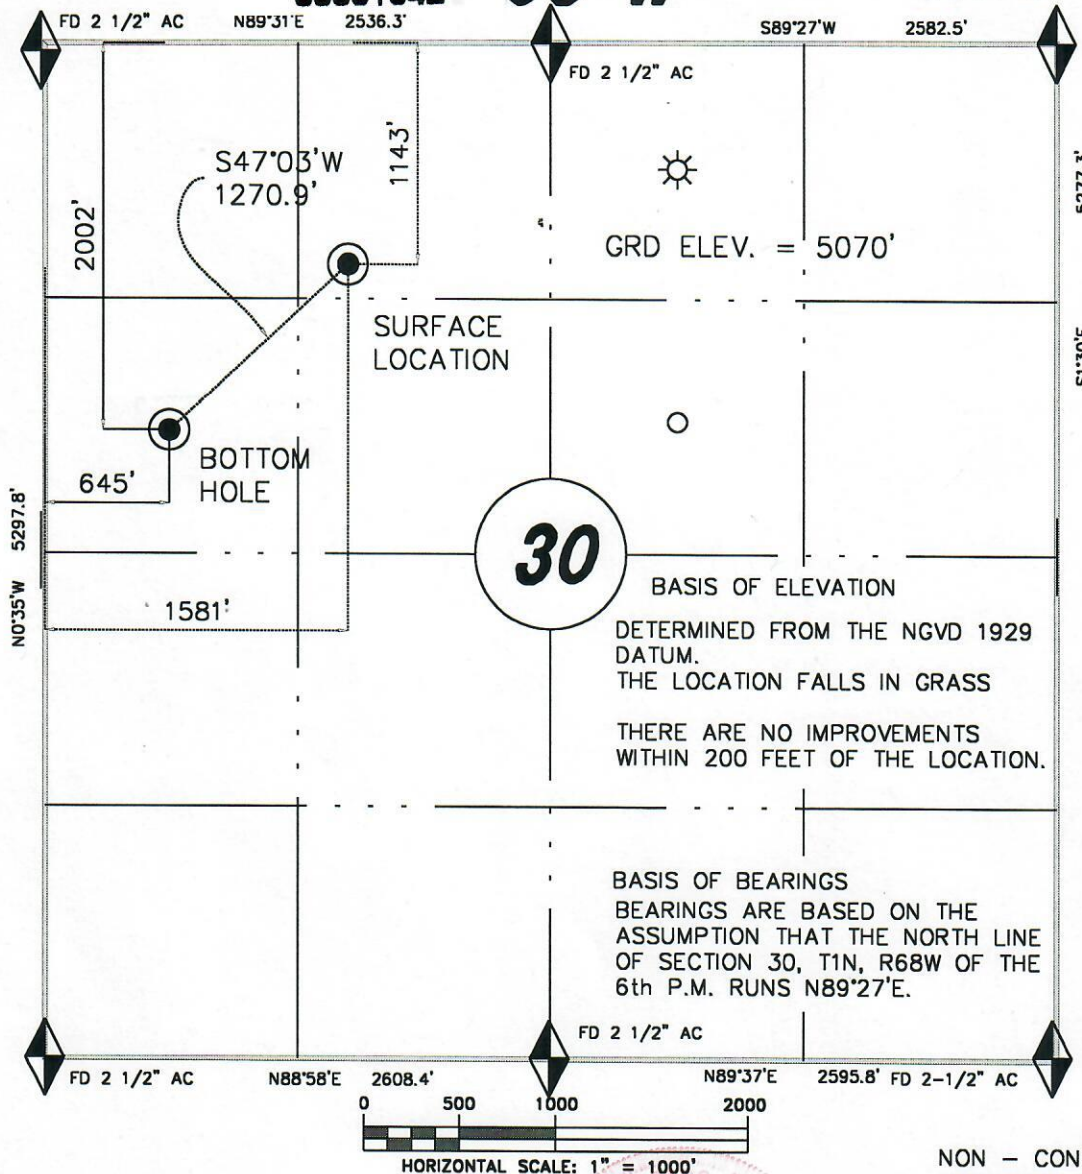 FD 2 1/2" AC N89°31'E 2536.3' S89°27'W 2582.5'
FD 2 1/2" AC
S47°03'W
1270.9'
1143'
2002'
5277.3'
GRD ELEV. = 5070'
SURFACE
LOCATION
S1°30'E
BOTTOM
HOLE
645'
N0°35'W 5297.8'
30
1581'
BASIS OF ELEVATION
DETERMINED FROM THE NGVD 1929
DATUM.
THE LOCATION FALLS IN GRASS
THERE ARE NO IMPROVEMENTS
WITHIN 200 FEET OF THE LOCATION.
BASIS OF BEARINGS
BEARINGS ARE BASED ON THE
ASSUMPTION THAT THE NORTH LINE
OF SECTION 30, T1N, R68W OF THE
6th P.M. RUNS N89°27'E.
FD 2 1/2" AC
FD 2 1/2" AC N88°58'E 2608.4' N89°37'E 2595.8' FD 2-1/2" AC
0 500 1000 2000
HORIZONTAL SCALE: 1" = 1000'
NON - CON